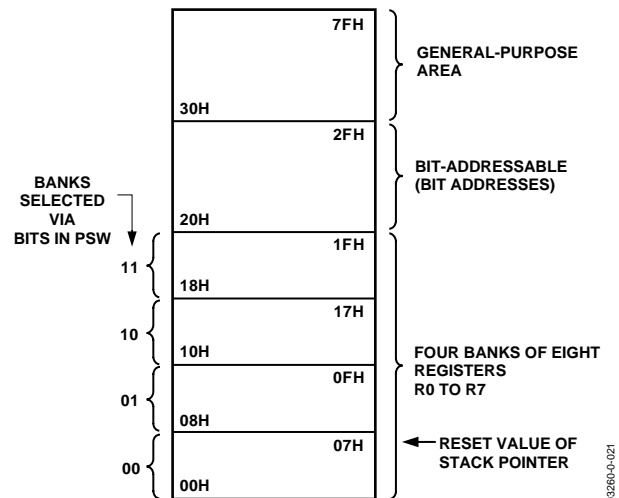 7FH
GENERAL-PURPOSE
AREA
30H
2FH
BIT-ADDRESSABLE
(BIT ADDRESSES)
BANKS
SELECTED
VIA
BITS IN PSW
20H
1FH
11
18H
17H
10
10H
FOUR BANKS OF EIGHT
REGISTERS
R0 TO R7
0FH
01
08H
07H
RESET VALUE OF
STACK POINTER
00
00H
3260-0-021